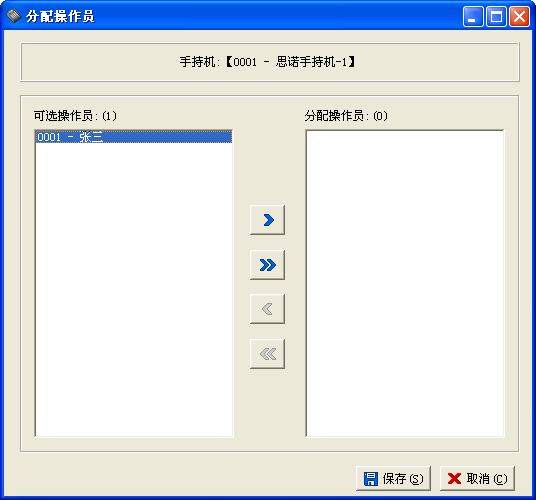 分配操作员
手持机:【0001 - 思诺手持机-1】
可选操作员: (1)
分配操作员: (0)
0001 - 张三
保存(S)
取消(C)